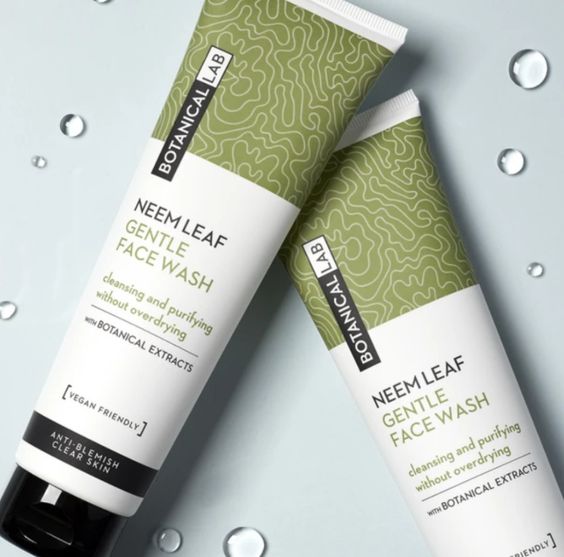 BOTANICAL LAB
NEEM LEAF
GENTLE
FACE WASH
cleansing and purifying
without overdrying
WITH BOTANICAL EXTRACTS
[VEGAN FRIENDLY]
ANTI-BLEMISH
CLEAR SKIN
BOTANICAL LAB
NEEM LEAF
GENTLE
FACE WASH
cleansing and purifying
without overdrying
WITH BOTANICAL EXTRACTS
FRIENDLY]